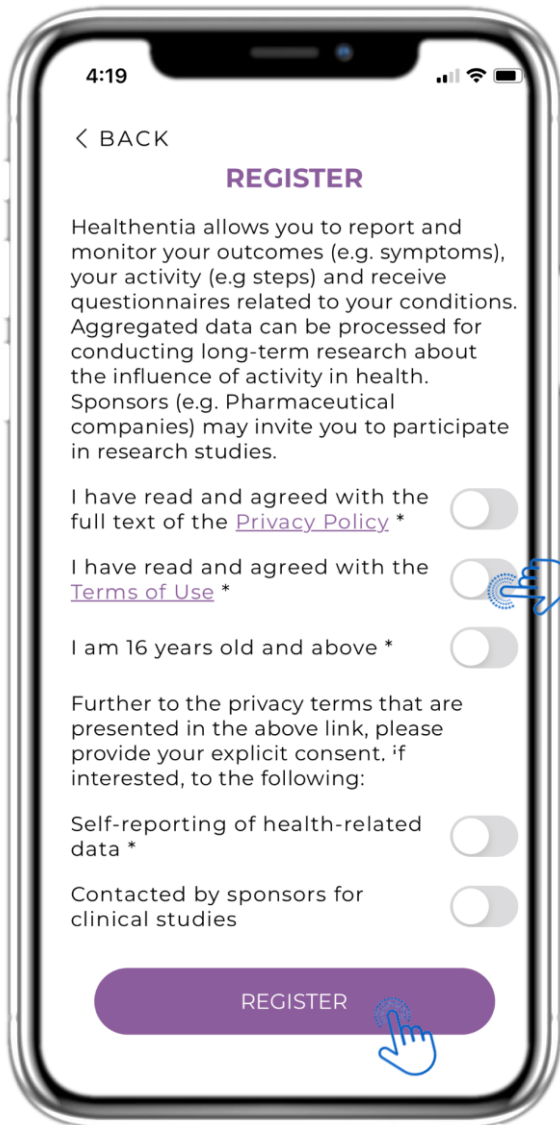 4:19
< BACK
REGISTER
Healthentia allows you to report and
monitor your outcomes (e.g. symptoms),
your activity (e.g steps) and receive
questionnaires related to your conditions.
Aggregated data can be processed for
conducting long-term research about
the influence of activity in health.
Sponsors (e.g. Pharmaceutical
companies) may invite you to participate
in research studies.
I have read and agreed with the
full text of the Privacy Policy *
I have read and agreed with the
Terms of Use *
I am 16 years old and above *
Further to the privacy terms that are
presented in the above link, please
provide your explicit consent, if
interested, to the following:
Self-reporting of health-related
data *
Contacted by sponsors for
clinical studies
REGISTER